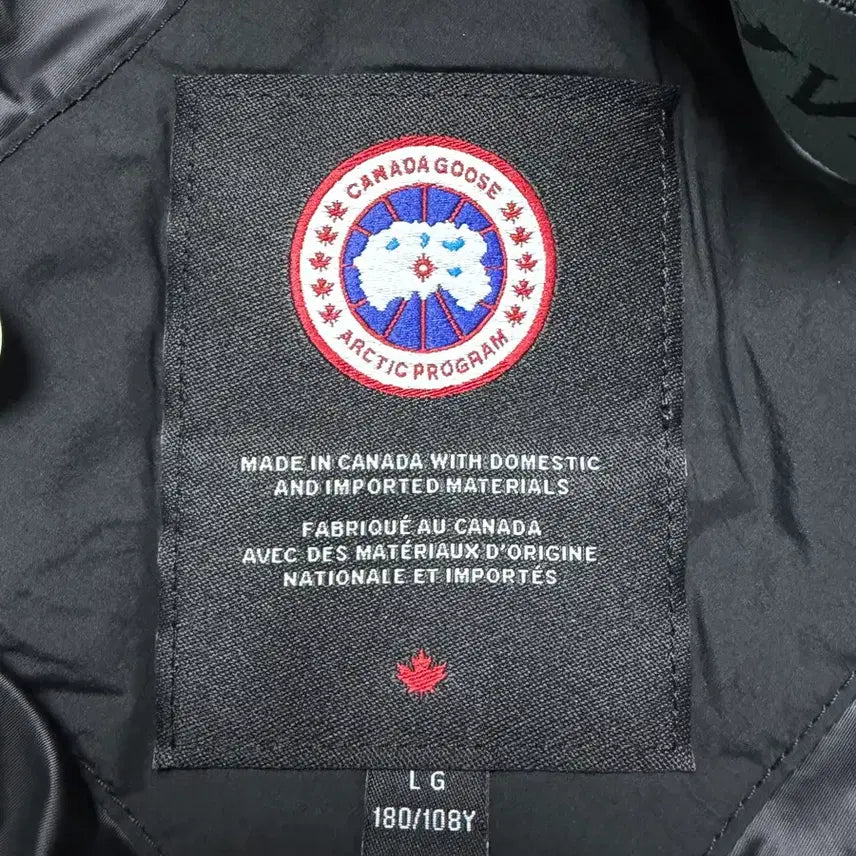 CANADA GOOSE
ARCTIC PROGRAM
MADE IN CANADA WITH DOMESTIC
AND IMPORTED MATERIALS
FABRIQUÉ AU CANADA
AVEC DES MATÉRIAUX D'ORIGINE
NATIONALE ET IMPORTÉS
LG
180/108Y